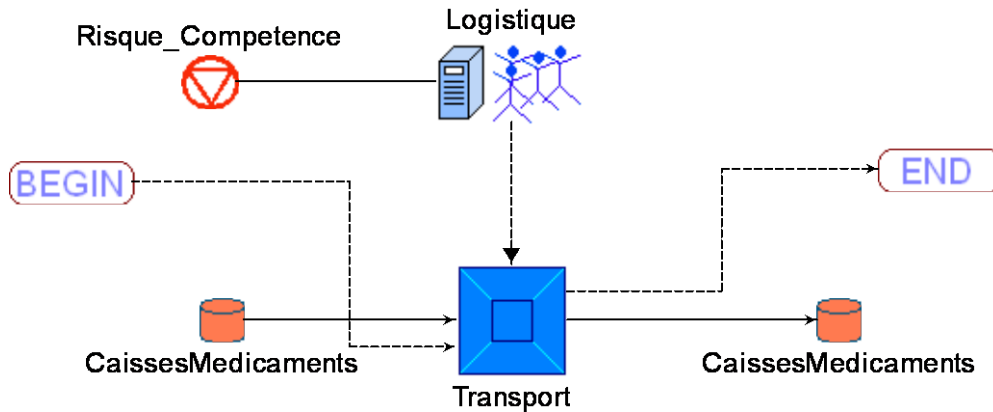 Logistique
Risque_Competence
BEGIN
END
CaissesMedicaments
CaissesMedicaments
Transport